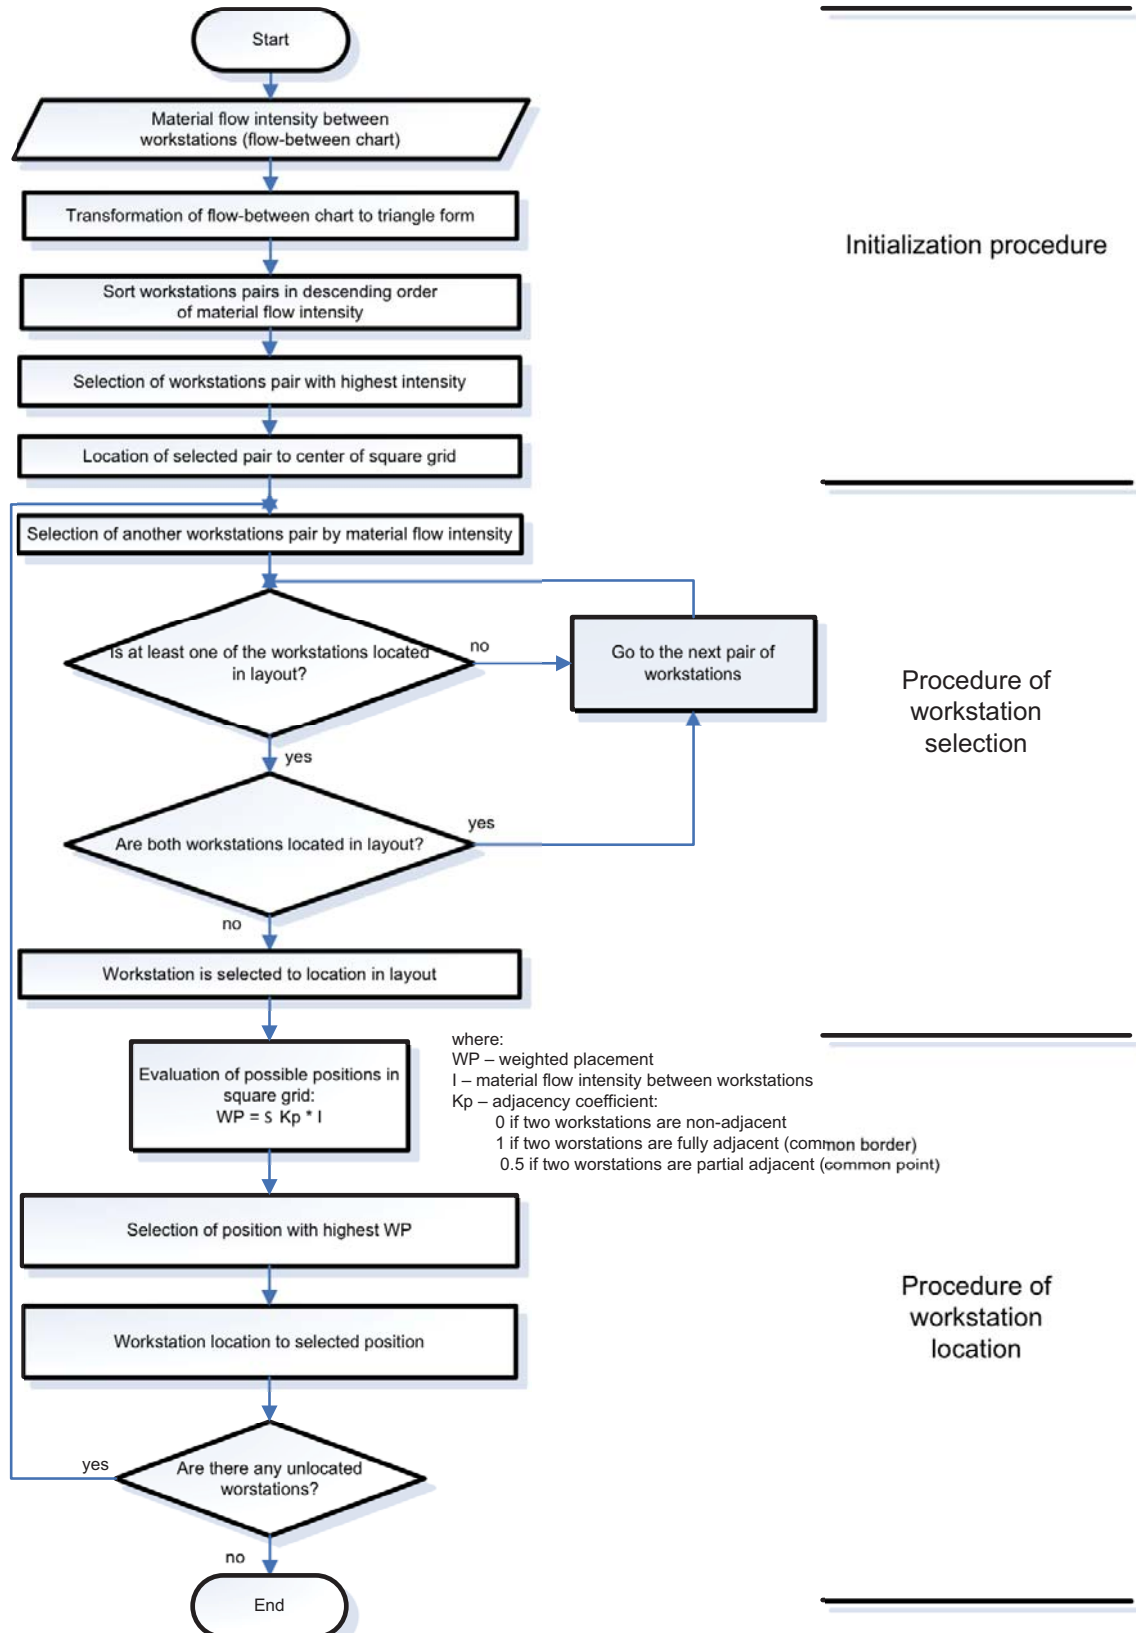 Start
Material flow intensity between
workstations (flow-between chart)
Transformation of flow-between chart to triangle form
Initialization procedure
Sort workstations pairs in descending order
of material flow intensity
Selection of workstations pair with highest intensity
Location of selected pair to center of square grid
Selection of another workstations pair by material flow intensity
Is at least one of the workstations located
in layout?
no
Go to the next pair of
workstations
Procedure of
workstation
selection
yes
Are both workstations located in layout?
yes
no
Workstation is selected to location in layout
Evaluation of possible positions in
square grid:
WP = S Kp * I
where:
WP – weighted placement
I – material flow intensity between workstations
Kp – adjacency coefficient:
0 if two workstations are non-adjacent
1 if two worstations are fully adjacent (common border)
0.5 if two worstations are partial adjacent (common point)
Selection of position with highest WP
Procedure of
workstation
location
Workstation location to selected position
Are there any unlocated
worstations?
yes
no
End